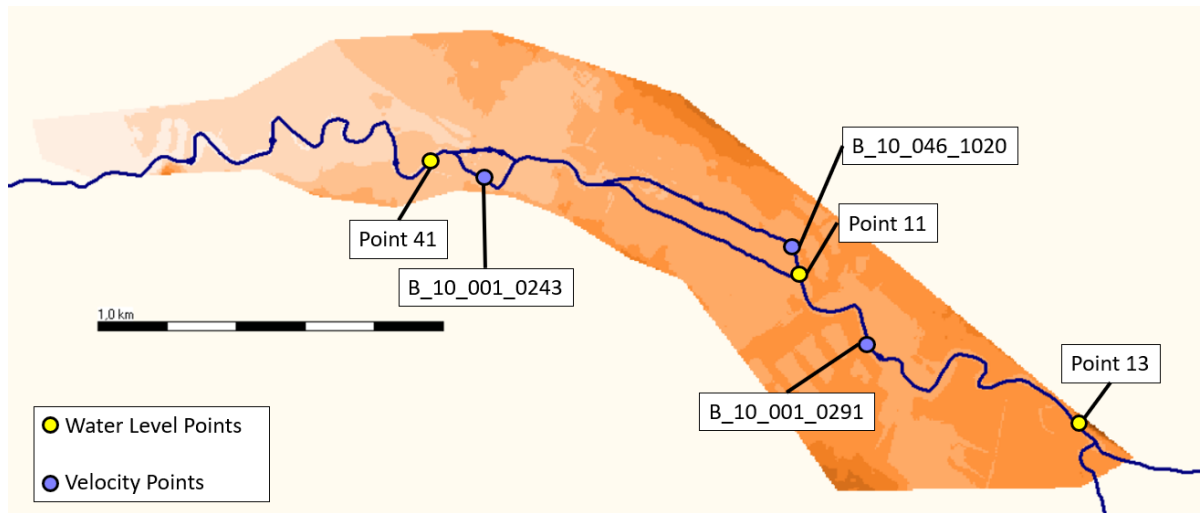 B_10_046_1020
Point 11
Point 41
B_10_001_0243
1,0 km
Point 13
B_10_001_0291
Water Level Points
Velocity Points